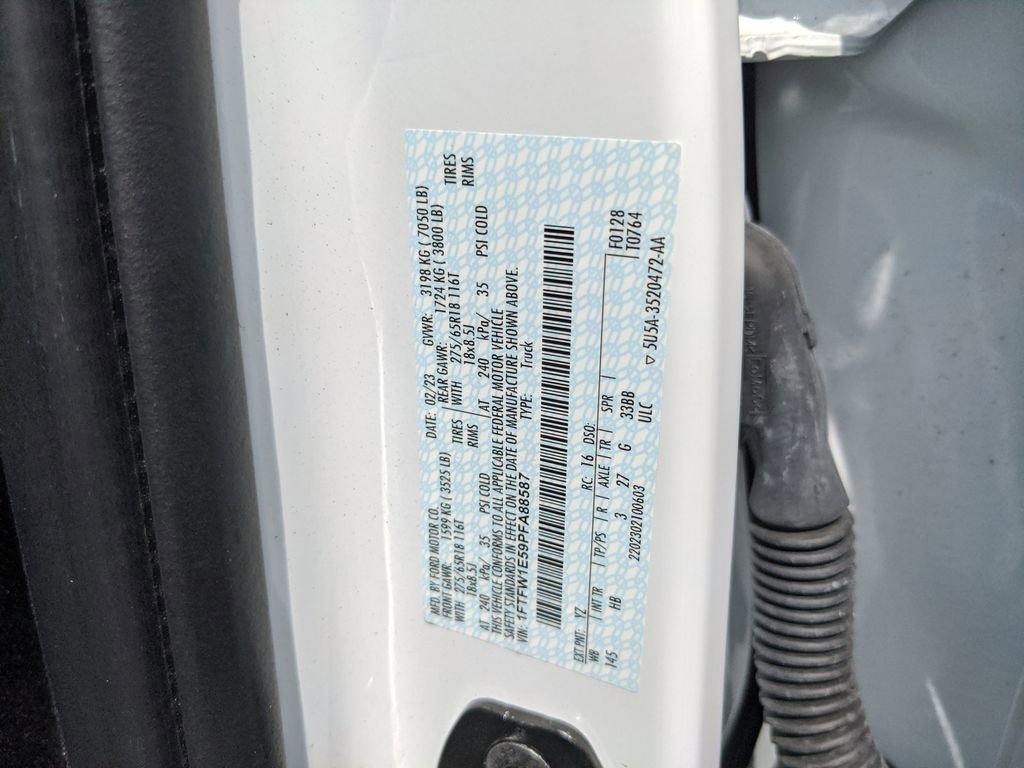 MFD. BY FORD MOTOR CO. DATE: 02/23 GVWR: 3198 KG ( 7050 LB)
FRONT GAWR: 1599 KG ( 3525 LB) REAR GAWR: 1724 KG ( 3800 LB)
WITH 275/65R18 116T TIRES WITH 275/65R18 116T TIRES
18x8.5J RIMS 18x8.5J RIMS
AT 240 kPa/ 35 PSI COLD AT 240 kPa/ 35 PSI COLD
THIS VEHICLE CONFORMS TO ALL APPLICABLE FEDERAL MOTOR VEHICLE
SAFETY STANDARDS IN EFFECT ON THE DATE OF MANUFACTURE SHOWN ABOVE.
VIN: 1FTFW1E59PFA88587 TYPE: Truck
EXT PNT: YZ RC: 16 DSO: F0128
WB | INT TR | TP/PS | R | AXLE | TR | SPR | T0764
145 HB 3 27 G 33BB
2202302100603 ULC
▽ 5U5A-3520472-AA